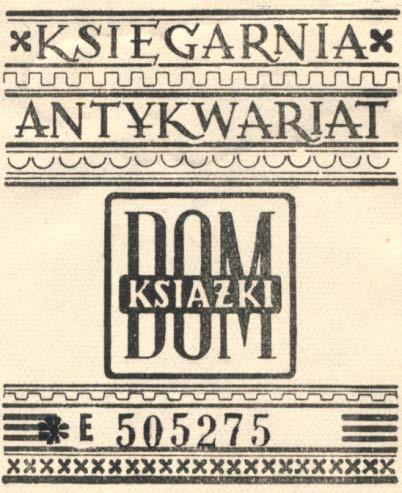 KSIĘGARNIA
ANTYKWARIAT
DOM
KSIĄŻKI
DOM
E 505275